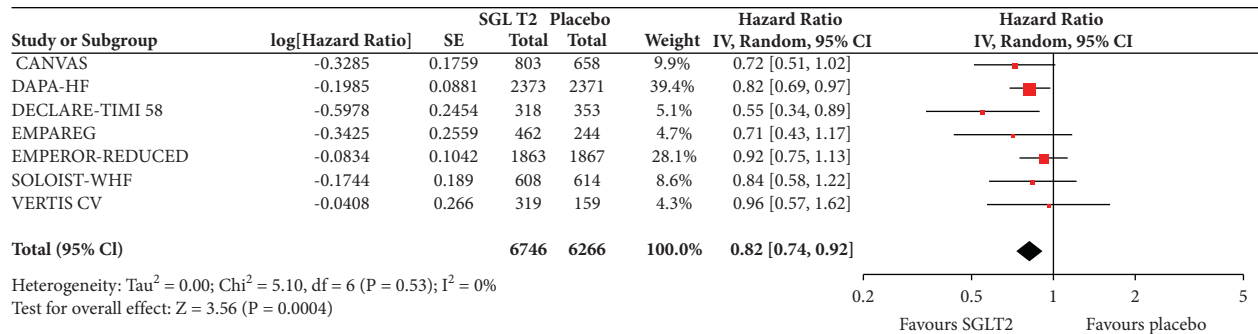 SGL T2 Placebo Hazard Ratio Hazard Ratio
Study or Subgroup log[Hazard Ratio] SE Total Total Weight IV, Random, 95% CI IV, Random, 95% CI
CANVAS -0.3285 0.1759 803 658 9.9% 0.72 [0.51, 1.02]
DAPA-HF -0.1985 0.0881 2373 2371 39.4% 0.82 [0.69, 0.97]
DECLARE-TIMI 58 -0.5978 0.2454 318 353 5.1% 0.55 [0.34, 0.89]
EMPAREG -0.3425 0.2559 462 244 4.7% 0.71 [0.43, 1.17]
EMPEROR-REDUCED -0.0834 0.1042 1863 1867 28.1% 0.92 [0.75, 1.13]
SOLOIST-WHF -0.1744 0.189 608 614 8.6% 0.84 [0.58, 1.22]
VERTIS CV -0.0408 0.266 319 159 4.3% 0.96 [0.57, 1.62]
Total (95% Cl) 6746 6266 100.0% 0.82 [0.74, 0.92]
Heterogeneity: Tau² = 0.00; Chi² = 5.10, df = 6 (P = 0.53); I² = 0%
Test for overall effect: Z = 3.56 (P = 0.0004)
0.2 0.5 1 2 5
Favours SGLT2 Favours placebo